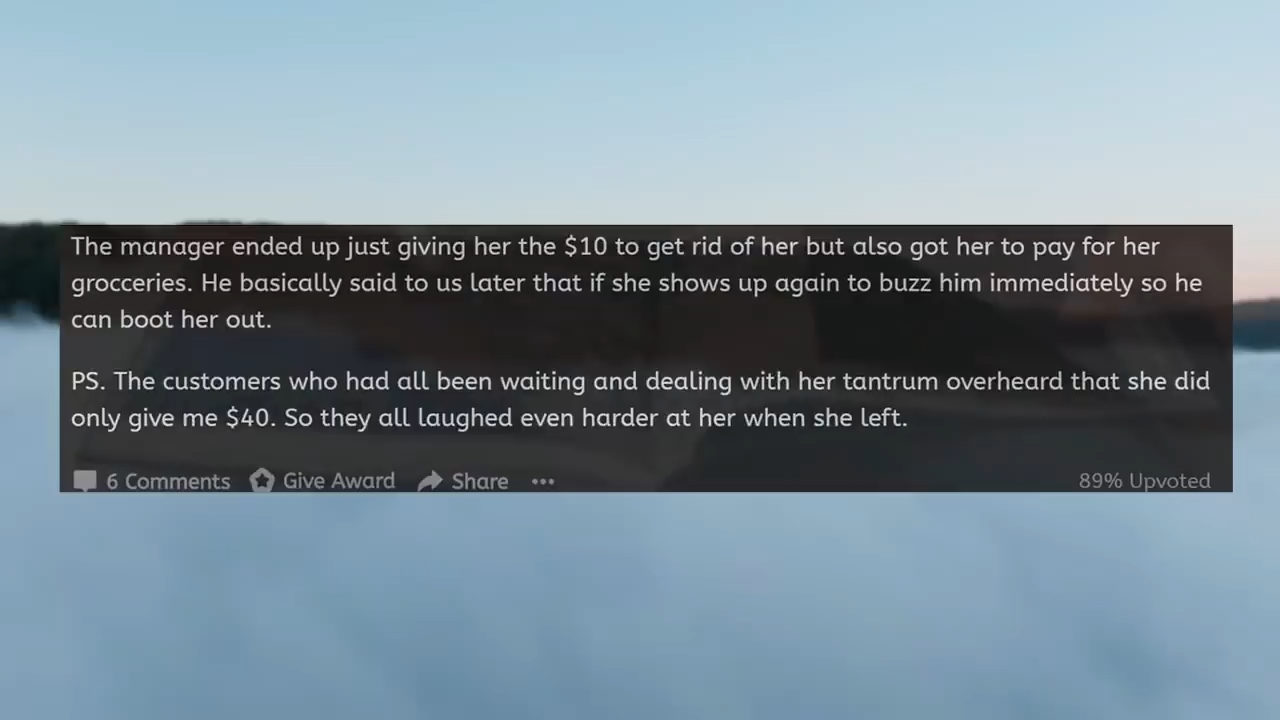 The manager ended up just giving her the $10 to get rid of her but also got her to pay for her
grocceries. He basically said to us later that if she shows up again to buzz him immediately so he
can boot her out.
PS. The customers who had all been waiting and dealing with her tantrum overheard that she did
only give me $40. So they all laughed even harder at her when she left.
6 Comments Give Award Share ••• 89% Upvoted